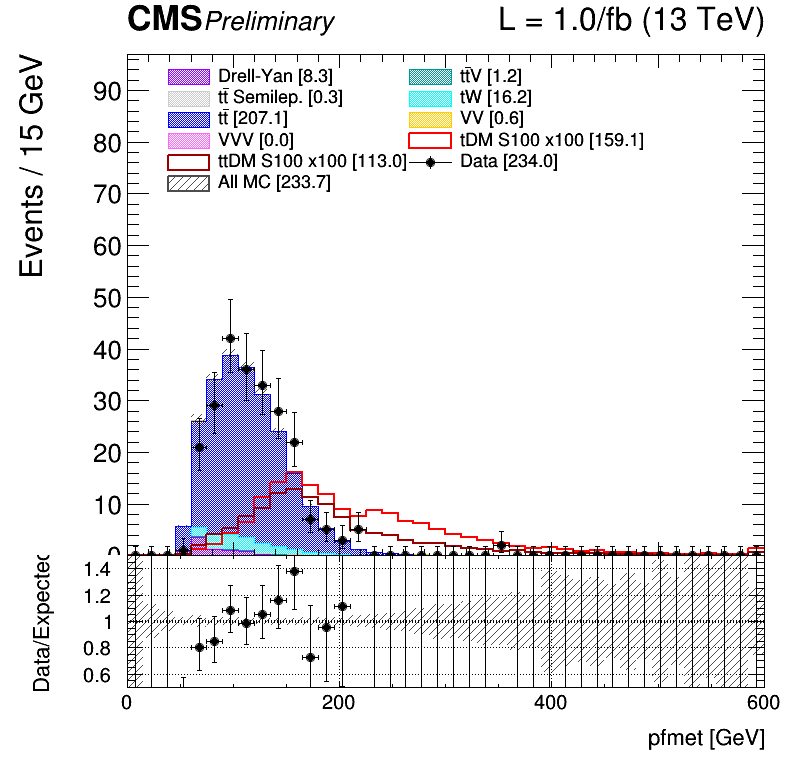 CMS Preliminary L = 1.0/fb (13 TeV)
Events / 15 GeV
Drell-Yan [8.3]
tt̄V [1.2]
tt̄ Semilep. [0.3]
tW [16.2]
tt̄ [207.1]
VV [0.6]
VVV [0.0]
tDM S100 x100 [159.1]
ttDM S100 x100 [113.0]
Data [234.0]
All MC [233.7]
90
80
70
60
50
40
30
20
10
0
Data/Expected
1.4
1.2
1
0.8
0.6
0 200 400 600
pfmet [GeV]